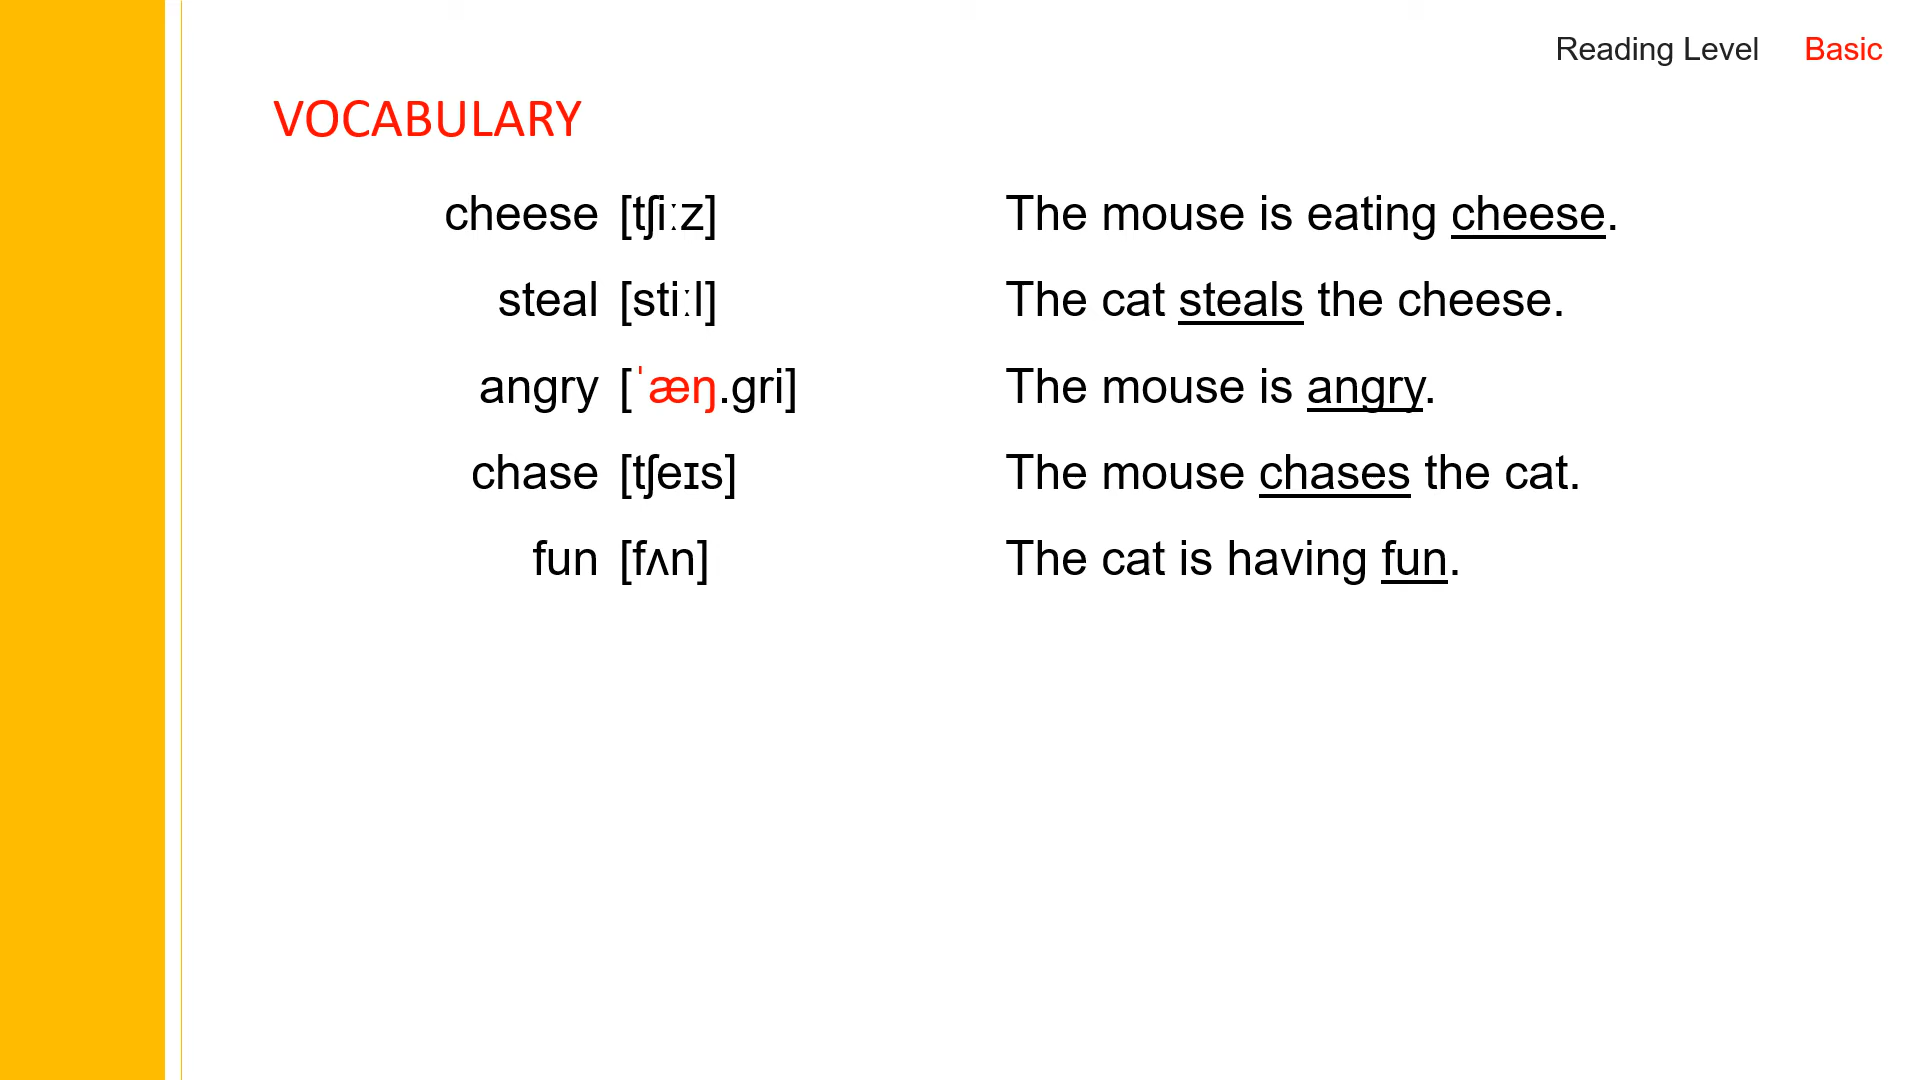 Reading Level Basic
VOCABULARY
cheese [tʃiːz] The mouse is eating cheese.
steal [stiːl] The cat steals the cheese.
angry [ˈæŋ.gri] The mouse is angry.
chase [tʃeɪs] The mouse chases the cat.
fun [fʌn] The cat is having fun.